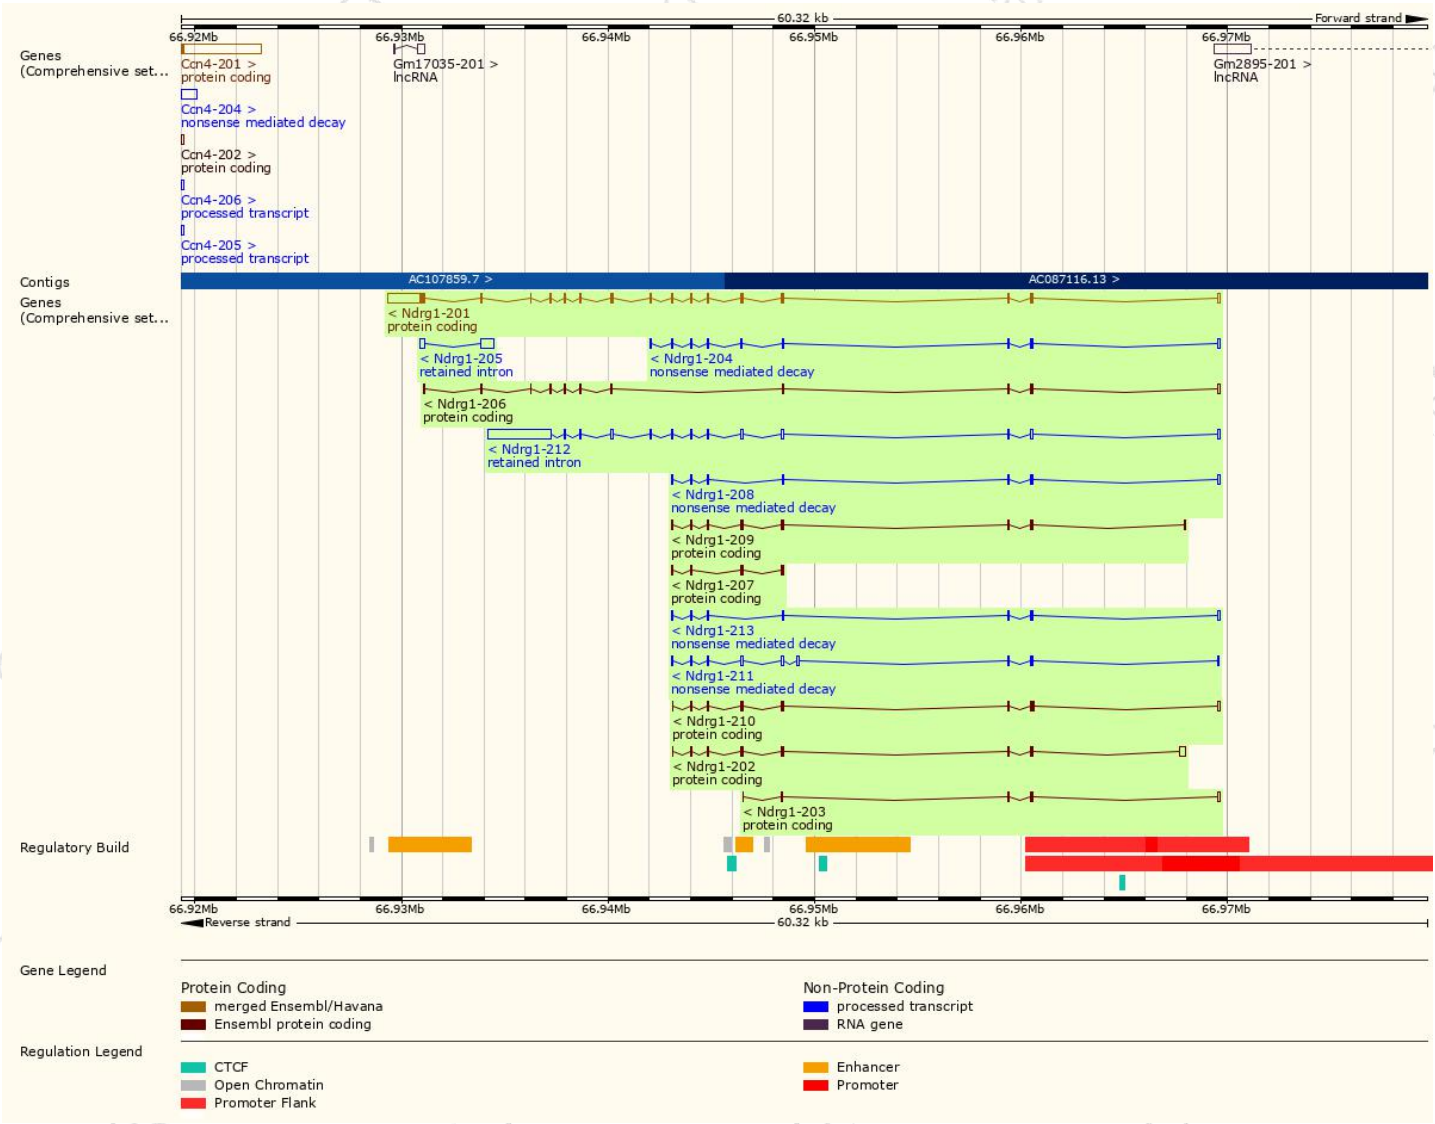 60.32 kb
Forward strand
66.92Mb 66.93Mb 66.94Mb 66.95Mb 66.96Mb 66.97Mb
Genes
(Comprehensive set...
Ccn4-201 >
protein coding
Gm17035-201 >
lncRNA
Gm2895-201 >
lncRNA
Ccn4-204 >
nonsense mediated decay
Ccn4-202 >
protein coding
Ccn4-206 >
processed transcript
Ccn4-205 >
processed transcript
Contigs
AC107859.7 >
AC087116.13 >
Genes
(Comprehensive set...
< Ndrg1-201
protein coding
< Ndrg1-205
retained intron
< Ndrg1-204
nonsense mediated decay
< Ndrg1-206
protein coding
< Ndrg1-212
retained intron
< Ndrg1-208
nonsense mediated decay
< Ndrg1-209
protein coding
< Ndrg1-207
protein coding
< Ndrg1-213
nonsense mediated decay
< Ndrg1-211
nonsense mediated decay
< Ndrg1-210
protein coding
< Ndrg1-202
protein coding
< Ndrg1-203
protein coding
Regulatory Build
66.92Mb 66.93Mb 66.94Mb 66.95Mb 66.96Mb 66.97Mb
Reverse strand
60.32 kb
Gene Legend
Protein Coding
merged Ensembl/Havana
Ensembl protein coding
Non-Protein Coding
processed transcript
RNA gene
Regulation Legend
CTCF
Open Chromatin
Promoter Flank
Enhancer
Promoter